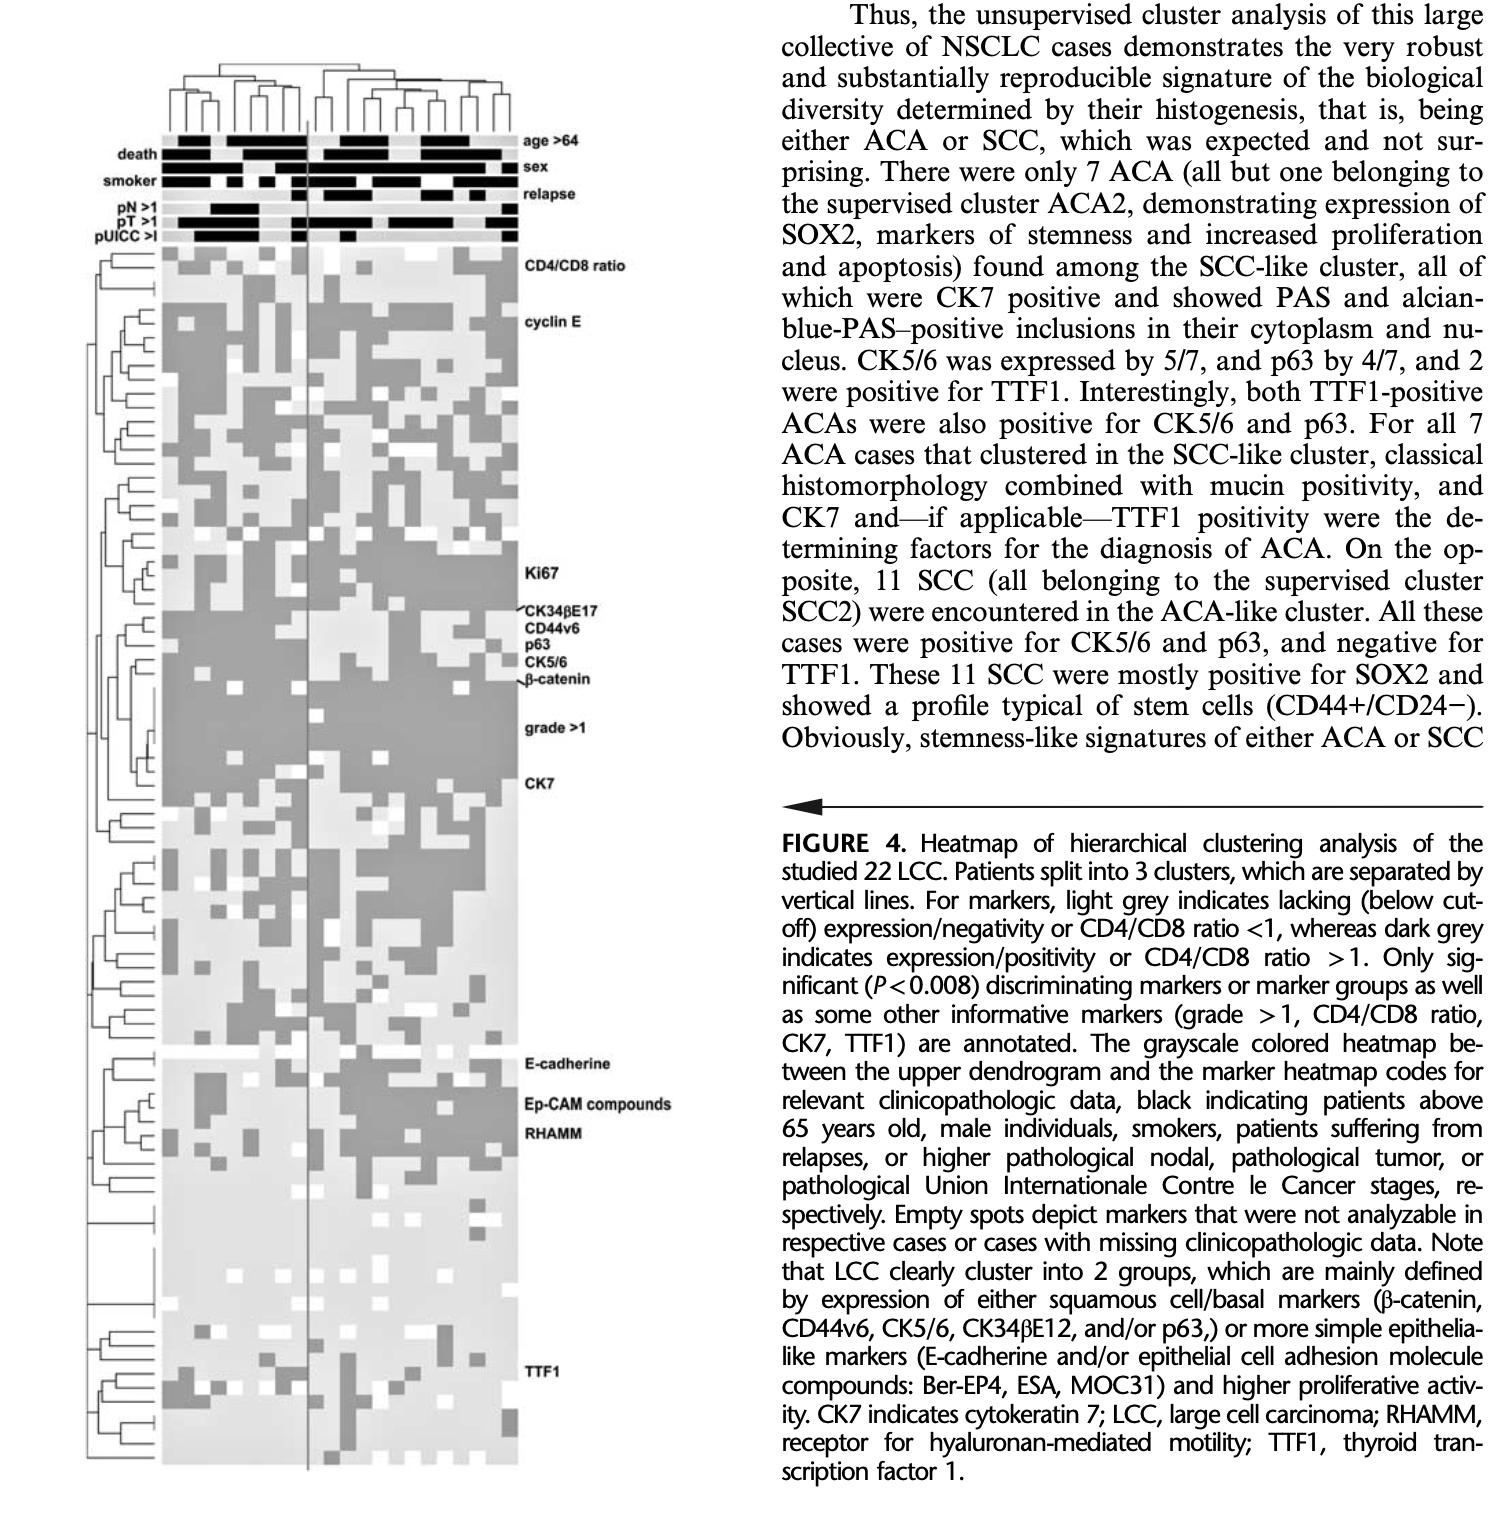 age >64
death
sex
smoker
relapse
pN >1
pT >1
pUICC >I
CD4/CD8 ratio
cyclin E
Ki67
CK34βE17
CD44v6
p63
CK5/6
β-catenin
grade >1
CK7
E-cadherine
Ep-CAM compounds
RHAMM
TTF1
Thus, the unsupervised cluster analysis of this large
collective of NSCLC cases demonstrates the very robust
and substantially reproducible signature of the biological
diversity determined by their histogenesis, that is, being
either ACA or SCC, which was expected and not sur-
prising. There were only 7 ACA (all but one belonging to
the supervised cluster ACA2, demonstrating expression of
SOX2, markers of stemness and increased proliferation
and apoptosis) found among the SCC-like cluster, all of
which were CK7 positive and showed PAS and alcian-
blue-PAS–positive inclusions in their cytoplasm and nu-
cleus. CK5/6 was expressed by 5/7, and p63 by 4/7, and 2
were positive for TTF1. Interestingly, both TTF1-positive
ACAs were also positive for CK5/6 and p63. For all 7
ACA cases that clustered in the SCC-like cluster, classical
histomorphology combined with mucin positivity, and
CK7 and—if applicable—TTF1 positivity were the de-
termining factors for the diagnosis of ACA. On the op-
posite, 11 SCC (all belonging to the supervised cluster
SCC2) were encountered in the ACA-like cluster. All these
cases were positive for CK5/6 and p63, and negative for
TTF1. These 11 SCC were mostly positive for SOX2 and
showed a profile typical of stem cells (CD44+/CD24−).
Obviously, stemness-like signatures of either ACA or SCC
FIGURE 4. Heatmap of hierarchical clustering analysis of the
studied 22 LCC. Patients split into 3 clusters, which are separated by
vertical lines. For markers, light grey indicates lacking (below cut-
off) expression/negativity or CD4/CD8 ratio <1, whereas dark grey
indicates expression/positivity or CD4/CD8 ratio >1. Only sig-
nificant (P<0.008) discriminating markers or marker groups as well
as some other informative markers (grade >1, CD4/CD8 ratio,
CK7, TTF1) are annotated. The grayscale colored heatmap be-
tween the upper dendrogram and the marker heatmap codes for
relevant clinicopathologic data, black indicating patients above
65 years old, male individuals, smokers, patients suffering from
relapses, or higher pathological nodal, pathological tumor, or
pathological Union Internationale Contre le Cancer stages, re-
spectively. Empty spots depict markers that were not analyzable in
respective cases or cases with missing clinicopathologic data. Note
that LCC clearly cluster into 2 groups, which are mainly defined
by expression of either squamous cell/basal markers (β-catenin,
CD44v6, CK5/6, CK34βE12, and/or p63,) or more simple epithelia-
like markers (E-cadherine and/or epithelial cell adhesion molecule
compounds: Ber-EP4, ESA, MOC31) and higher proliferative activ-
ity. CK7 indicates cytokeratin 7; LCC, large cell carcinoma; RHAMM,
receptor for hyaluronan-mediated motility; TTF1, thyroid tran-
scription factor 1.